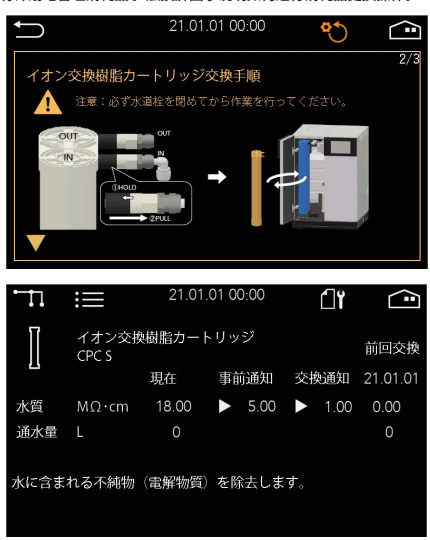 21.01.01 00:00
2/3
イオン交換樹脂カートリッジ交換手順
注意：必ず水道栓を閉めてから作業を行ってください。
OUT
OUT
IN
IN
①HOLD
②PULL
21.01.01 00:00
イオン交換樹脂カートリッジ
CPC S
前回交換
現在 事前通知 交換通知 21.01.01
水質 MΩ･cm 18.00 ▶ 5.00 ▶ 1.00 0.00
通水量 L 0 0
水に含まれる不純物（電解物質）を除去します。